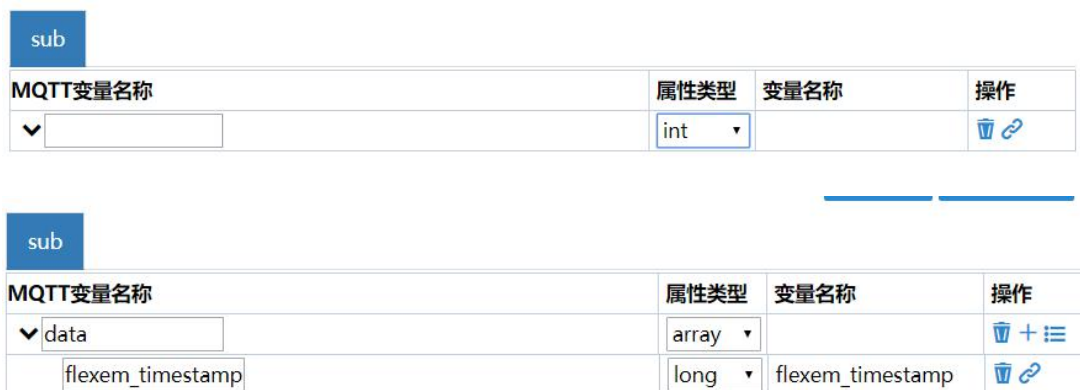 sub
MQTT变量名称 属性类型 变量名称 操作
int
sub
MQTT变量名称 属性类型 变量名称 操作
data array
flexem_timestamp long flexem_timestamp